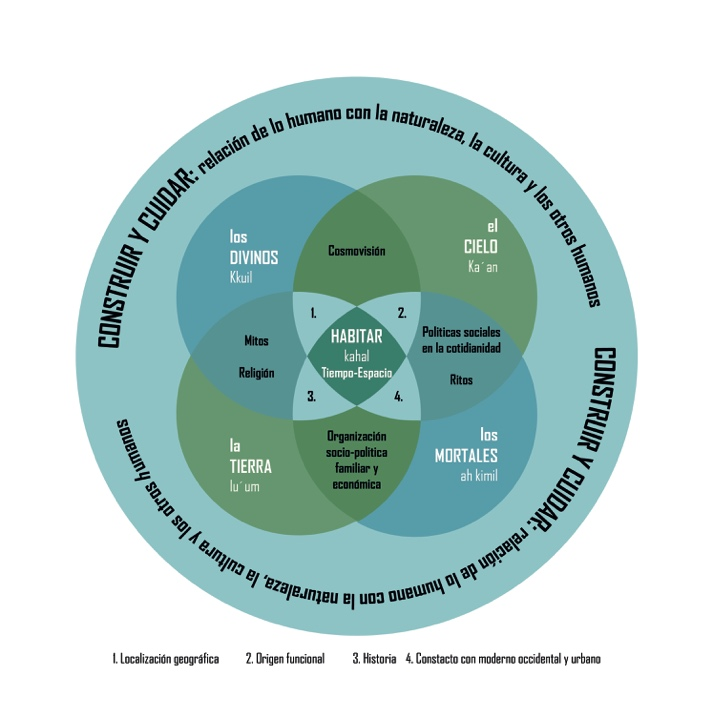 CONSTRUIR Y CUIDAR: relación de lo humano con la naturaleza, la cultura y los otros humanos
los
DIVINOS
Kkuil
el
CIELO
Ka´an
Cosmovisión
1.
2.
Mitos
Religión
HABITAR
kahal
Tiempo-Espacio
Políticas sociales
en la cotidianidad
Ritos
3.
4.
la
TIERRA
lu´um
Organización
socio-política
familiar y
económica
los
MORTALES
ah kimil
CONSTRUIR Y CUIDAR: relación de lo humano con la naturaleza, la cultura y los otros humanos
1. Localización geográfica 2. Origen funcional 3. Historia 4. Constacto con moderno occidental y urbano